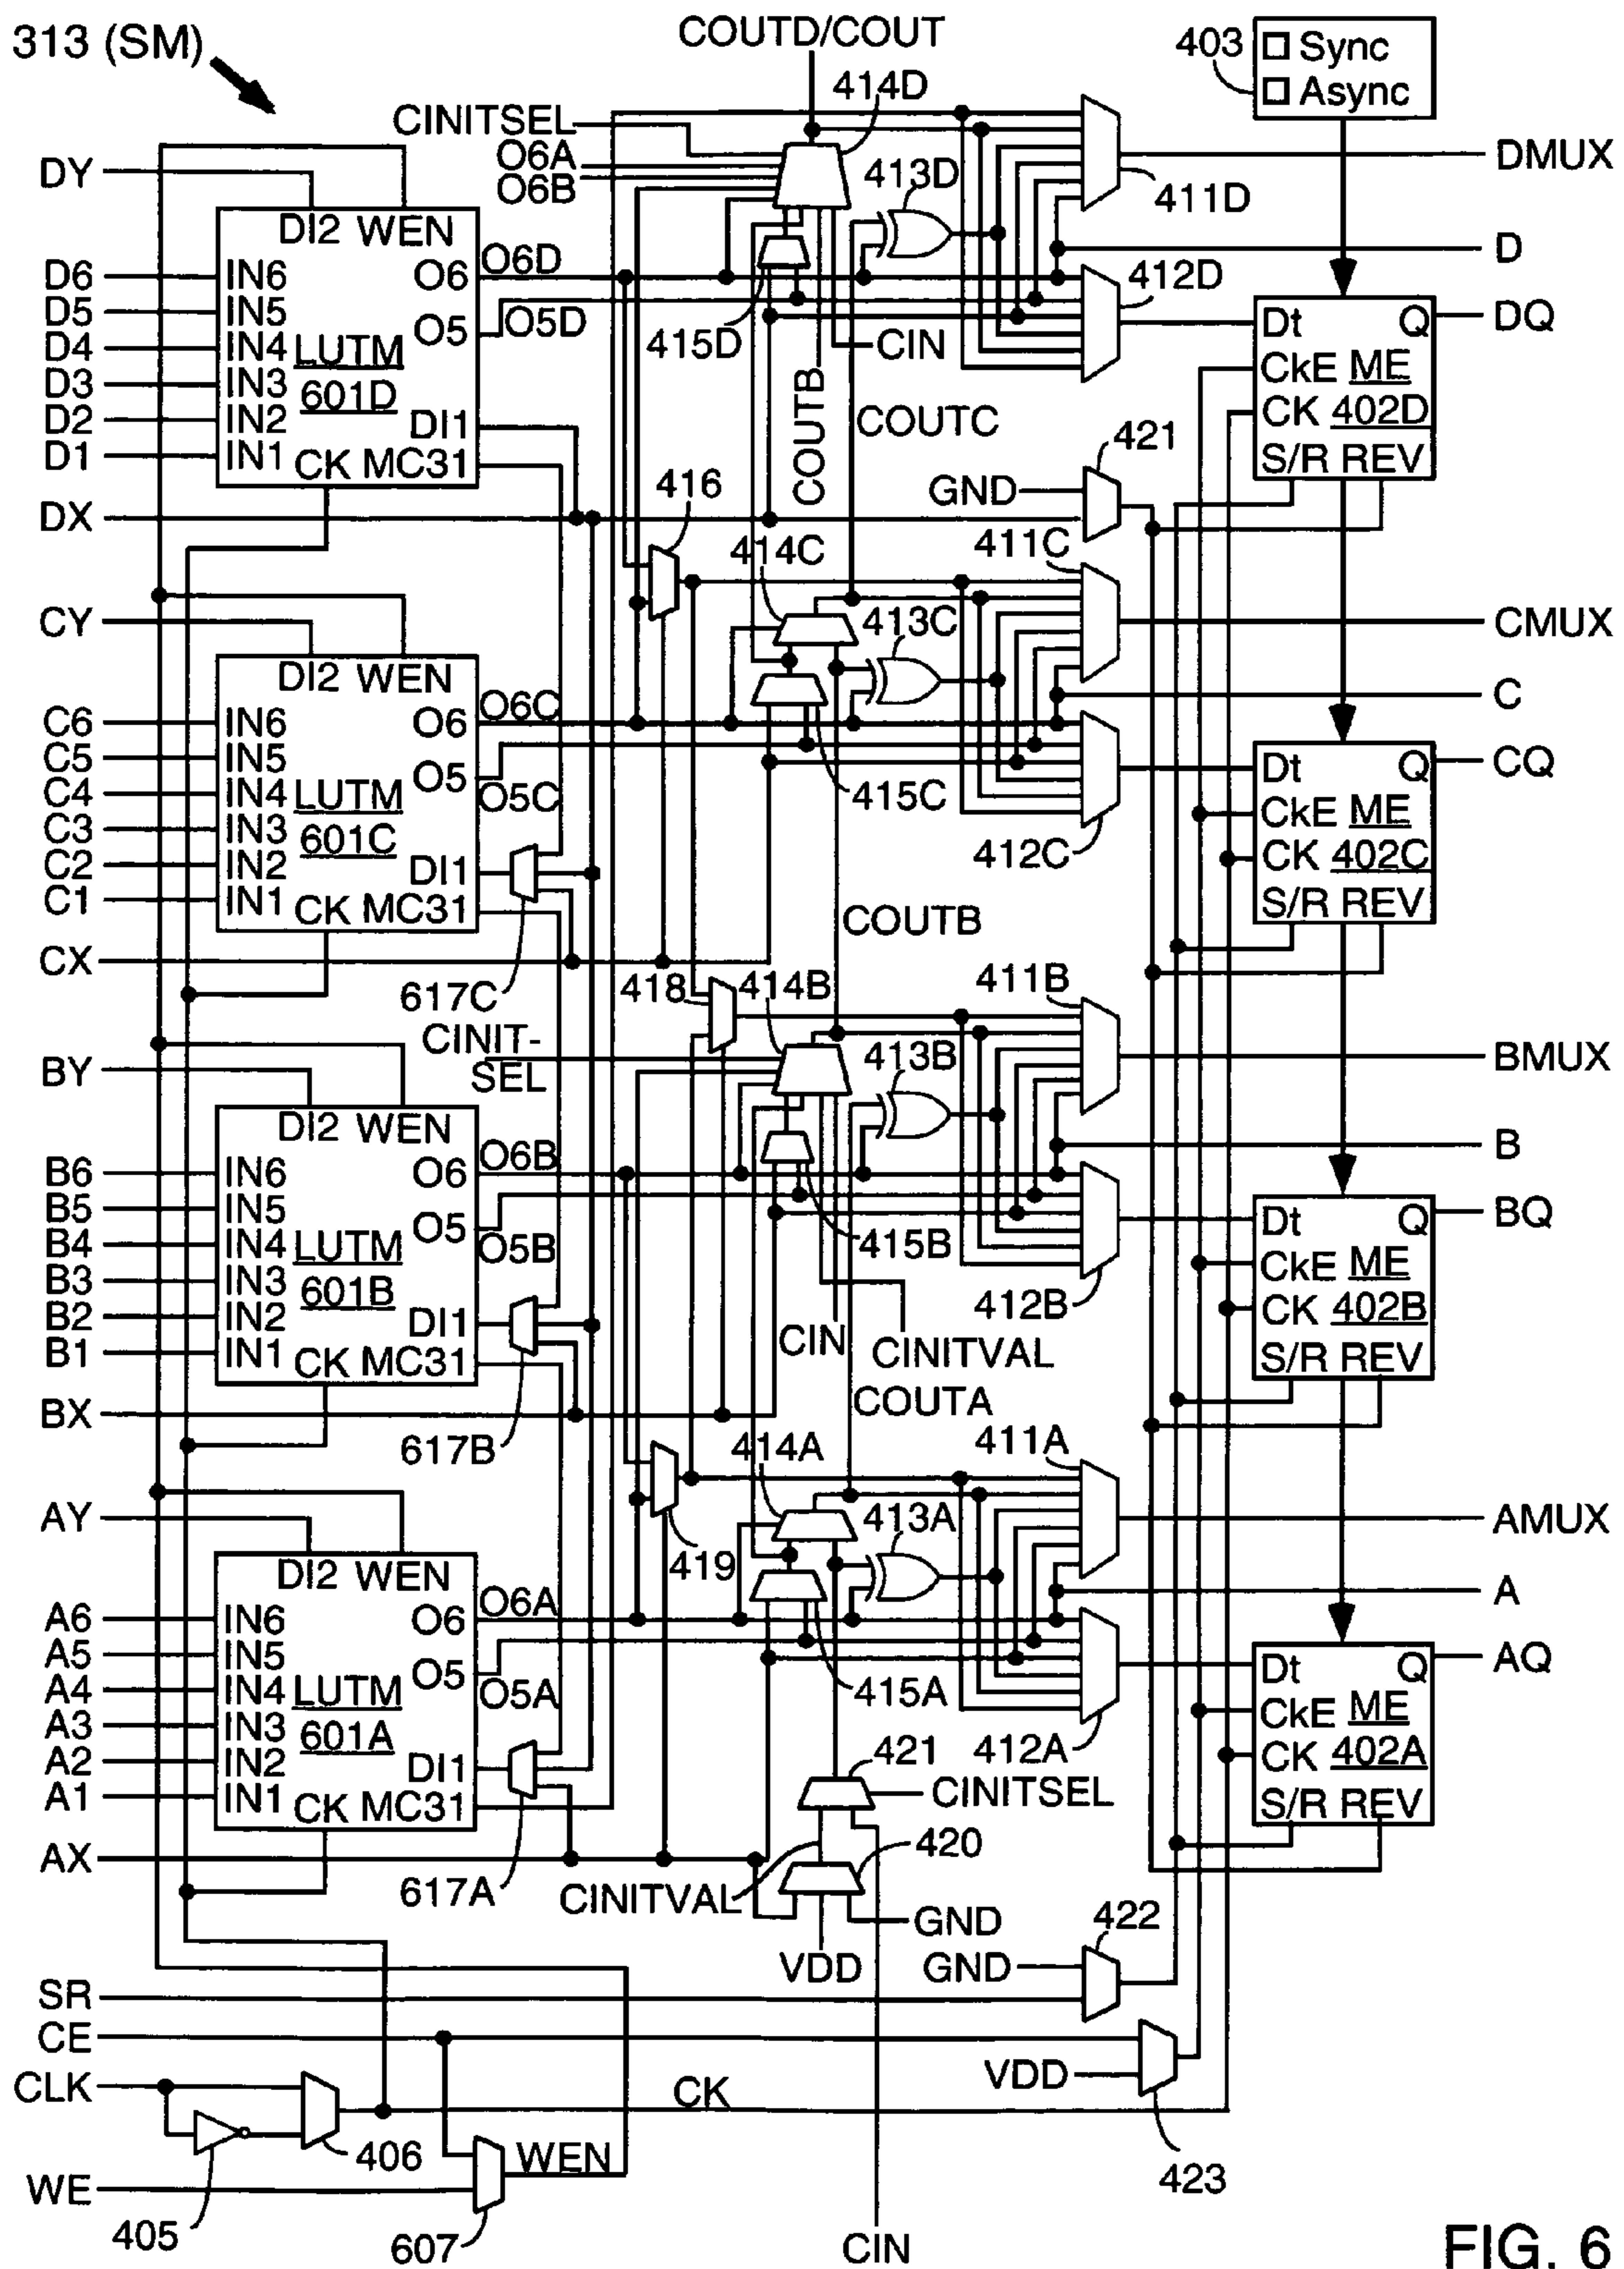 313 (SM)
COUTD/COUT
403
Sync
Async
414D
CINITSEL
O6A
O6B
413D
DMUX
411D
DY
DI2 WEN
D6
IN6
O6
O6D
D
412D
D5
IN5
O5
O5D
415D
CIN
Dt
Q
DQ
D4
IN4
LUTM
CkE
ME
D3
IN3
601D
COUTB
COUTC
CK
402D
D2
IN2
DI1
D1
IN1
CK
MC31
S/R
REV
421
416
GND
DX
414C
411C
CY
413C
CMUX
DI2 WEN
C6
IN6
O6
O6C
C
C5
IN5
O5
O5C
415C
Dt
Q
CQ
C4
IN4
LUTM
CkE
ME
C3
IN3
601C
412C
CK
402C
C2
IN2
DI1
C1
IN1
CK
MC31
S/R
REV
COUTB
CX
617C
418
414B
411B
CINIT-
SEL
413B
BMUX
BY
DI2 WEN
B6
IN6
O6
O6B
B
B5
IN5
O5
O5B
415B
Dt
Q
BQ
B4
IN4
LUTM
CkE
ME
B3
IN3
601B
412B
CK
402B
B2
IN2
DI1
CIN
CINITVAL
B1
IN1
CK
MC31
S/R
REV
COUTA
BX
617B
414A
411A
AY
413A
AMUX
419
DI2 WEN
A6
IN6
O6
O6A
A
A5
IN5
O5
O5A
415A
Dt
Q
AQ
A4
IN4
LUTM
CkE
ME
A3
IN3
601A
412A
CK
402A
A2
IN2
DI1
421
CINITSEL
A1
IN1
CK
MC31
S/R
REV
AX
420
617A
CINITVAL
GND
422
VDD
GND
SR
CE
VDD
CLK
CK
406
WEN
423
WE
405
607
CIN
FIG. 6